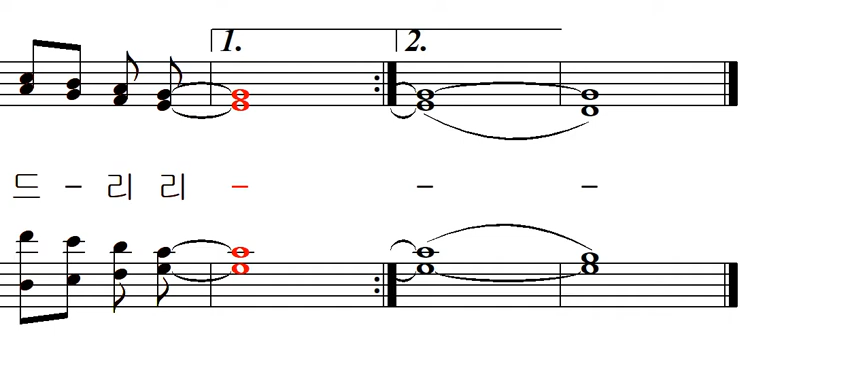 1. 2.
드 - 리 리 - - -